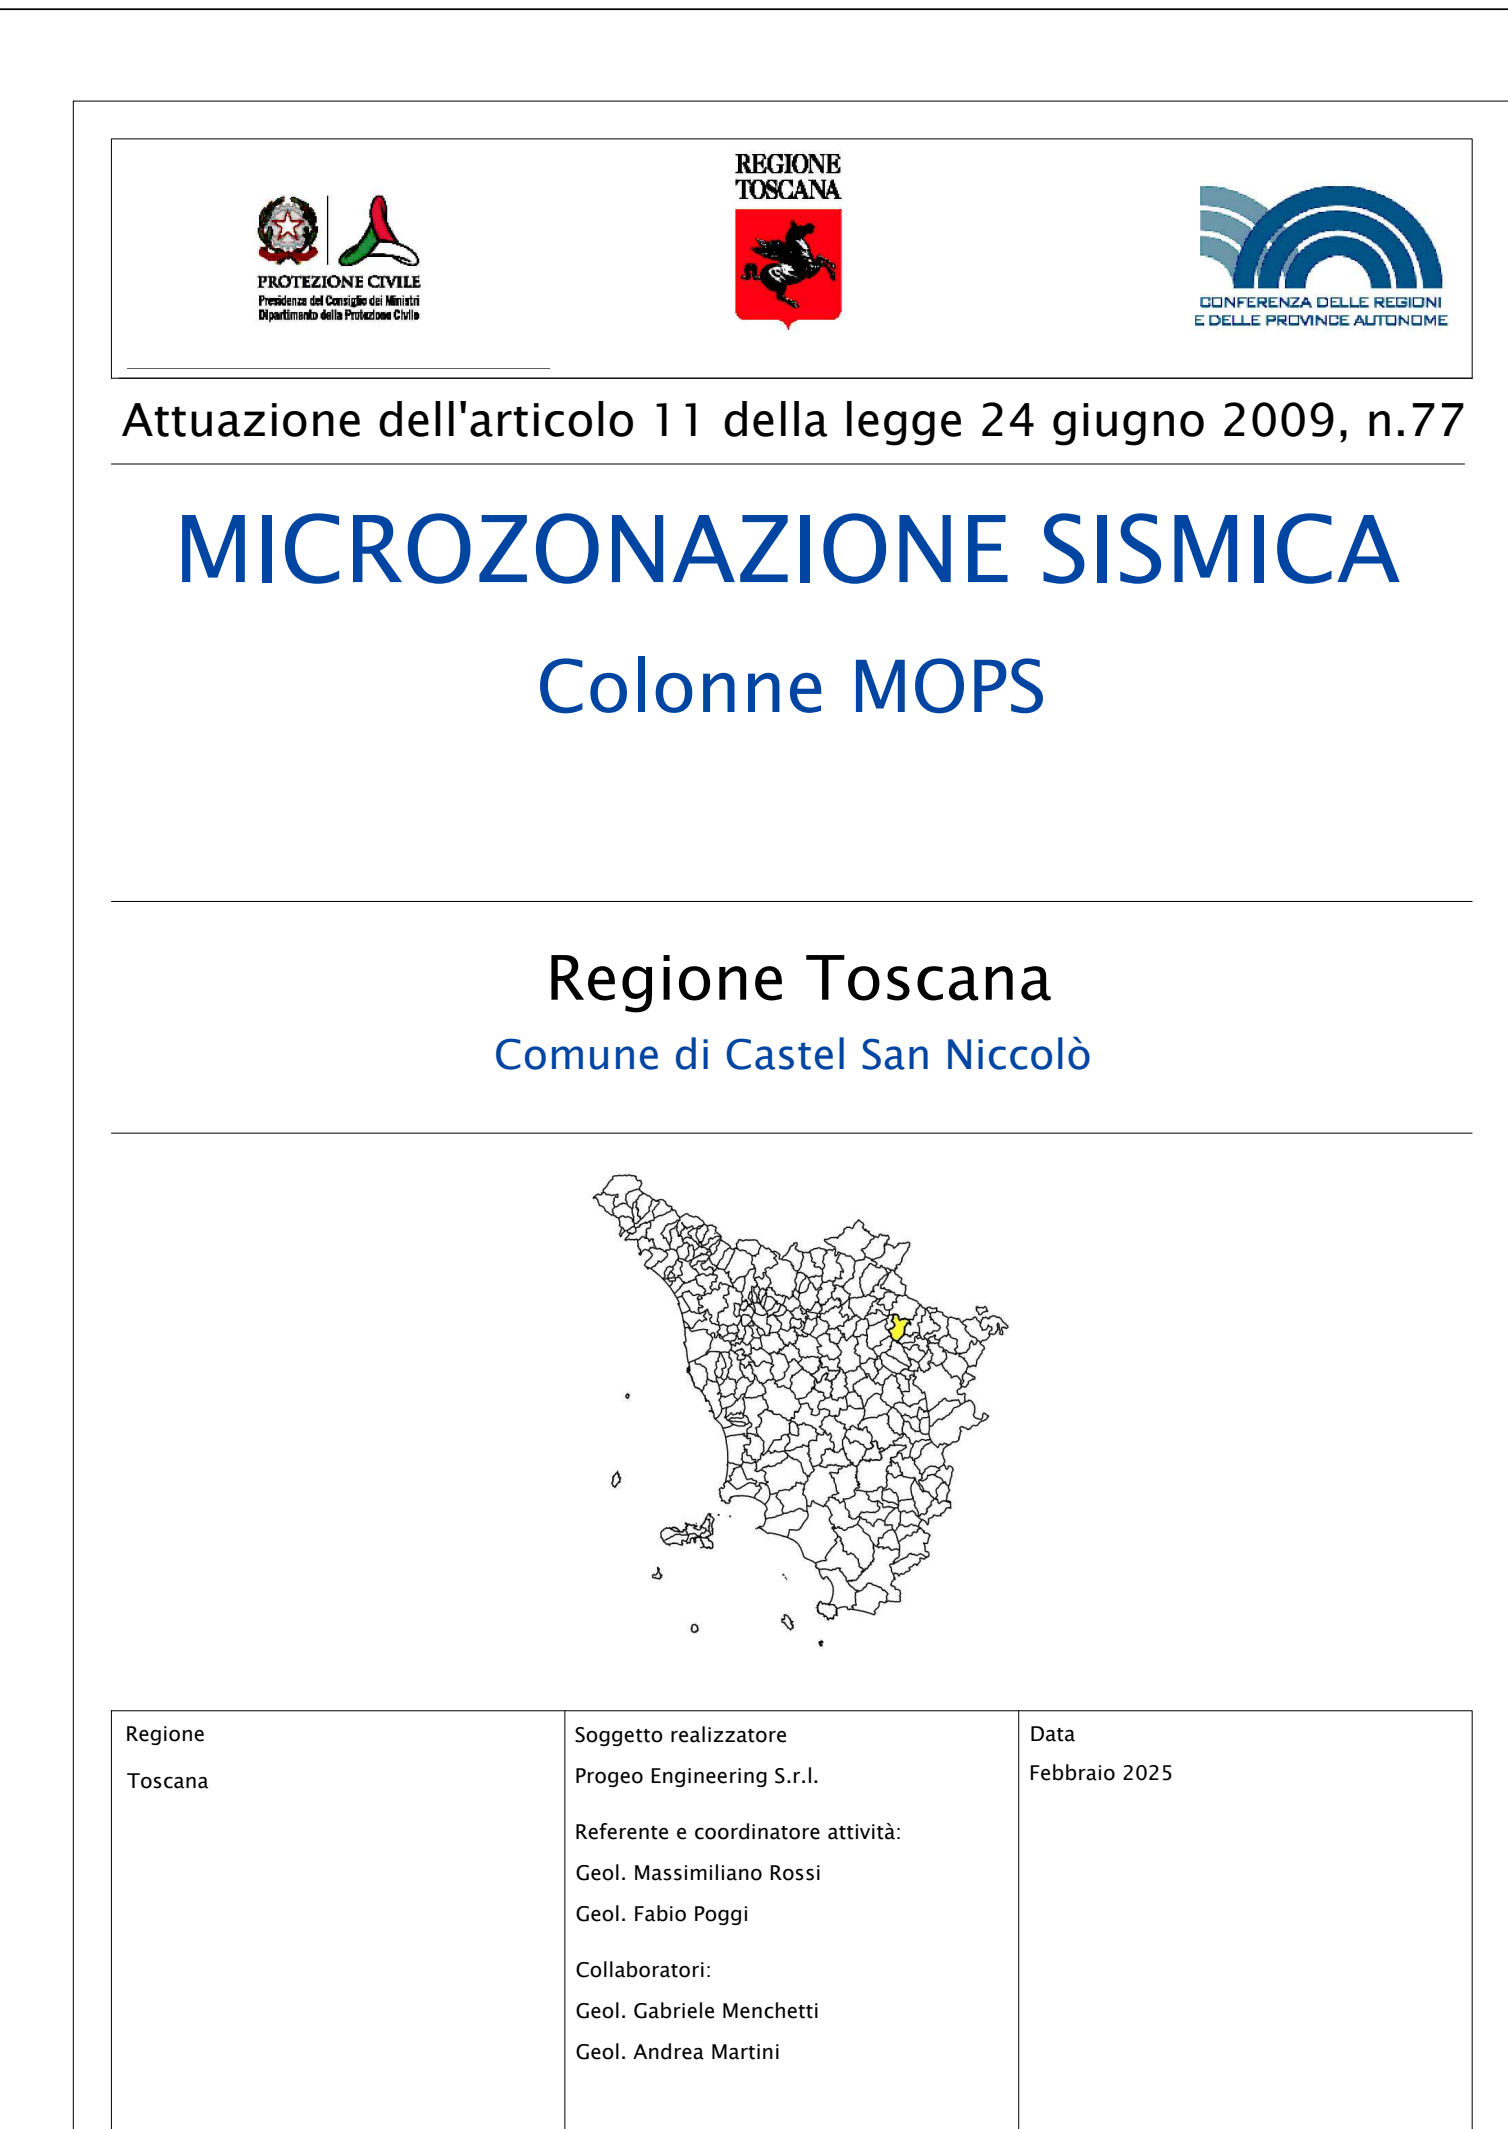 PROTEZIONE CIVILE
Presidenza del Consiglio dei Ministri
Dipartimento della Protezione Civile
REGIONE
TOSCANA
CONFERENZA DELLE REGIONI
E DELLE PROVINCE AUTONOME
Attuazione dell'articolo 11 della legge 24 giugno 2009, n.77
MICROZONAZIONE SISMICA
Colonne MOPS
Regione Toscana
Comune di Castel San Niccolò
Regione
Toscana
Soggetto realizzatore
Progeo Engineering S.r.l.
Referente e coordinatore attività:
Geol. Massimiliano Rossi
Geol. Fabio Poggi
Collaboratori:
Geol. Gabriele Menchetti
Geol. Andrea Martini
Data
Febbraio 2025